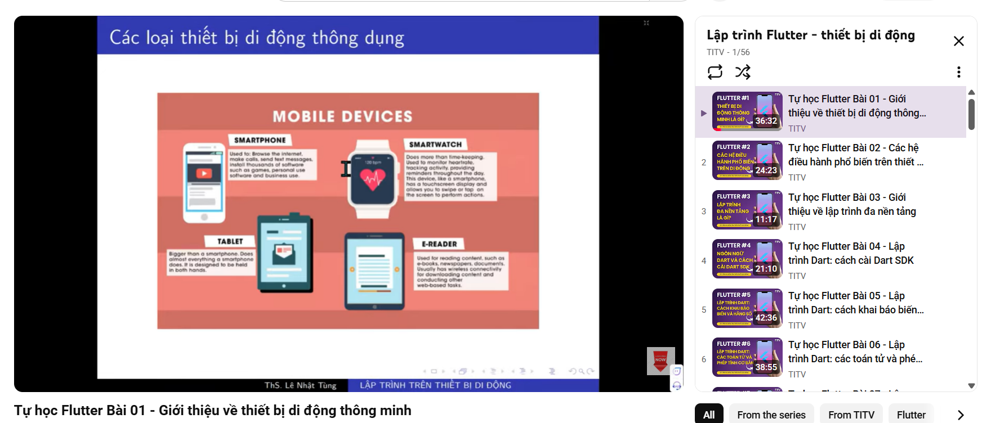 Các loại thiết bị di động thông dụng
MOBILE DEVICES
SMARTPHONE
Used to: Browse the internet,
make calls, send text messages,
install thousands of software
such as games, personal use
software and business use.
SMARTWATCH
Does more than time-keeping.
Used to monitor heartrate,
tracking activity, providing
reminders throughout the day.
This device, like a smartphone,
has a touchscreen display and
allows you to swipe or tap on
the screen to perform actions.
120 bpm
TABLET
Bigger than a smartphone. Does
almost everything a smartphone
does. It is designed to be held
in both hands.
E-READER
Used for reading content, such as
e-books, newspapers, documents.
Usually has wireless connectivity
for downloading content and
conducting other
web-based tasks.
NOW
ThS. Lê Nhật Tùng
LẬP TRÌNH TRÊN THIẾT BỊ DI ĐỘNG
Tự học Flutter Bài 01 - Giới thiệu về thiết bị di động thông minh
Lập trình Flutter - thiết bị di động
TITV - 1/56
FLUTTER #1
TITV
THIẾT BỊ DI
ĐỘNG THÔNG
MINH LÀ GÌ?
36:32
Tự học Flutter Bài 01 - Giới
thiệu về thiết bị di động thông...
TITV
2
FLUTTER #2
TITV
CÁC HỆ ĐIỀU
HÀNH PHỔ BIẾN
TRÊN DI ĐỘNG
24:23
Tự học Flutter Bài 02 - Các hệ
điều hành phổ biến trên thiết ...
TITV
3
FLUTTER #3
TITV
LẬP TRÌNH
ĐA NỀN TẢNG
LÀ GÌ?
11:17
Tự học Flutter Bài 03 - Giới
thiệu về lập trình đa nền tảng
TITV
4
FLUTTER #4
TITV
NGÔN NGỮ
DART VÀ CÁCH
CÀI DART SDK
21:10
Tự học Flutter Bài 04 - Lập
trình Dart: cách cài Dart SDK
TITV
5
FLUTTER #5
TITV
LẬP TRÌNH DART:
CÁCH KHAI BÁO
BIẾN VÀ HẰNG SỐ
42:36
Tự học Flutter Bài 05 - Lập
trình Dart: cách khai báo biến...
TITV
6
FLUTTER #6
TITV
LẬP TRÌNH DART:
CÁC TOÁN TỬ VÀ
PHÉP TÍNH CƠ BẢN
38:55
Tự học Flutter Bài 06 - Lập
trình Dart: các toán tử và phé...
TITV
All
From the series
From TITV
Flutter